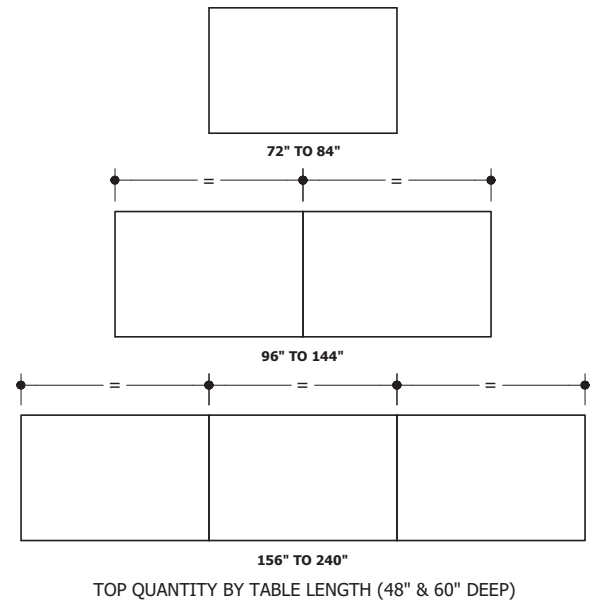 72" TO 84"
= =
96" TO 144"
= = =
156" TO 240"
TOP QUANTITY BY TABLE LENGTH (48" & 60" DEEP)